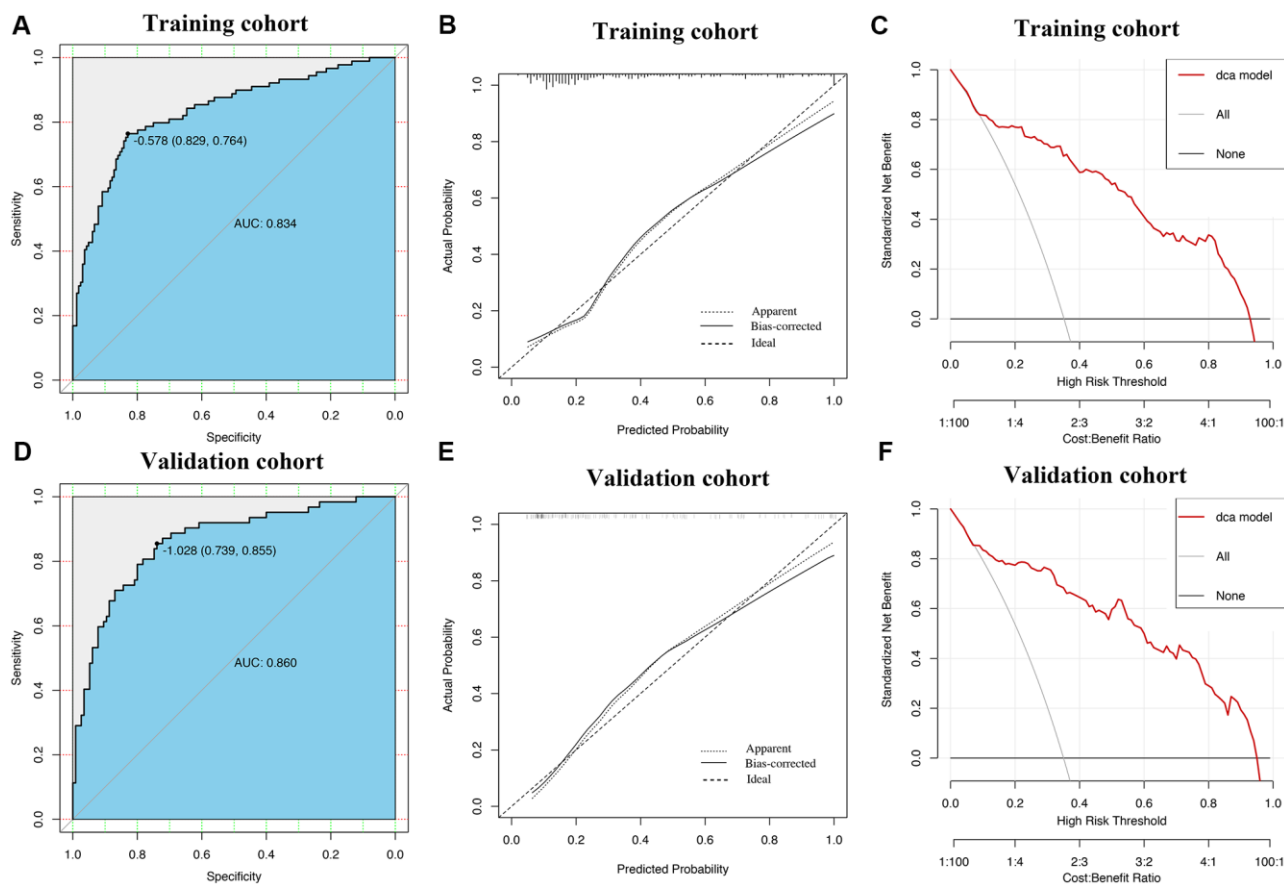 A
Training cohort
1.0
0.8
0.6
0.4
0.2
0.0
Sensitivity
-0.578 (0.829, 0.764)
AUC: 0.834
1.0 0.8 0.6 0.4 0.2 0.0
Specificity
B
Training cohort
1.0
0.8
0.6
0.4
0.2
0.0
Actual Probability
Apparent
Bias-corrected
Ideal
0.0 0.2 0.4 0.6 0.8 1.0
Predicted Probability
C
Training cohort
1.0
0.8
0.6
0.4
0.2
0.0
Standardized Net Benefit
dca model
All
None
0.0 0.2 0.4 0.6 0.8 1.0
High Risk Threshold
1:100 1:4 2:3 3:2 4:1 100:1
Cost:Benefit Ratio
D
Validation cohort
1.0
0.8
0.6
0.4
0.2
0.0
Sensitivity
-1.028 (0.739, 0.855)
AUC: 0.860
1.0 0.8 0.6 0.4 0.2 0.0
Specificity
E
Validation cohort
1.0
0.8
0.6
0.4
0.2
0.0
Actual Probability
Apparent
Bias-corrected
Ideal
0.0 0.2 0.4 0.6 0.8 1.0
Predicted Probability
F
Validation cohort
1.0
0.8
0.6
0.4
0.2
0.0
Standardized Net Benefit
dca model
All
None
0.0 0.2 0.4 0.6 0.8 1.0
High Risk Threshold
1:100 1:4 2:3 3:2 4:1 100:1
Cost:Benefit Ratio